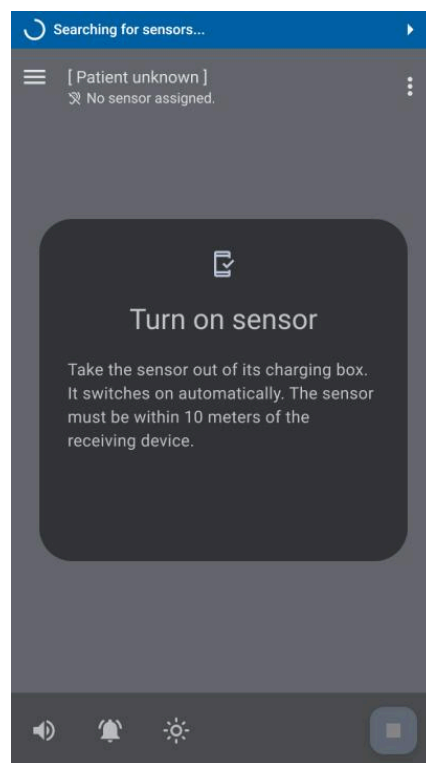 Searching for sensors...
[ Patient unknown ]
No sensor assigned.
Turn on sensor
Take the sensor out of its charging box.
It switches on automatically. The sensor
must be within 10 meters of the
receiving device.